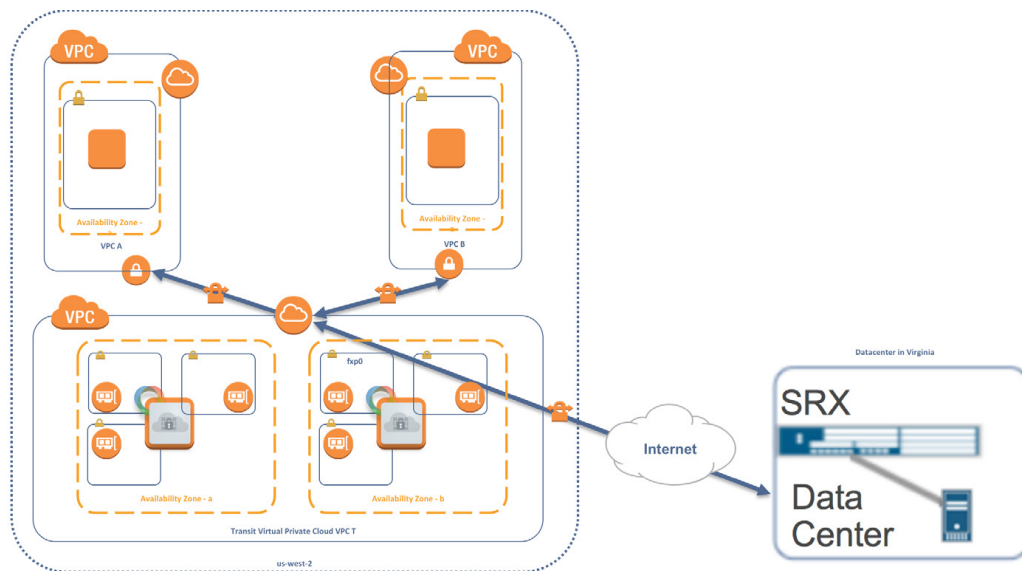 VPC
VPC
Availability Zone -
VPC A
Availability Zone -
VPC B
VPC
fxp0
Availability Zone - a
Availability Zone - b
Transit Virtual Private Cloud VPC T
us-west-2
Internet
Datacenter in Virginia
SRX
Data
Center